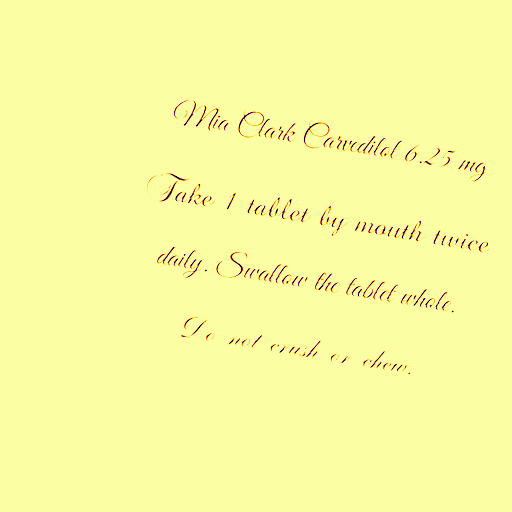 Mia Clark Carvedilol 6.25 mg
Take 1 tablet by mouth twice
daily. Swallow the tablet whole.
Do not crush or chew.